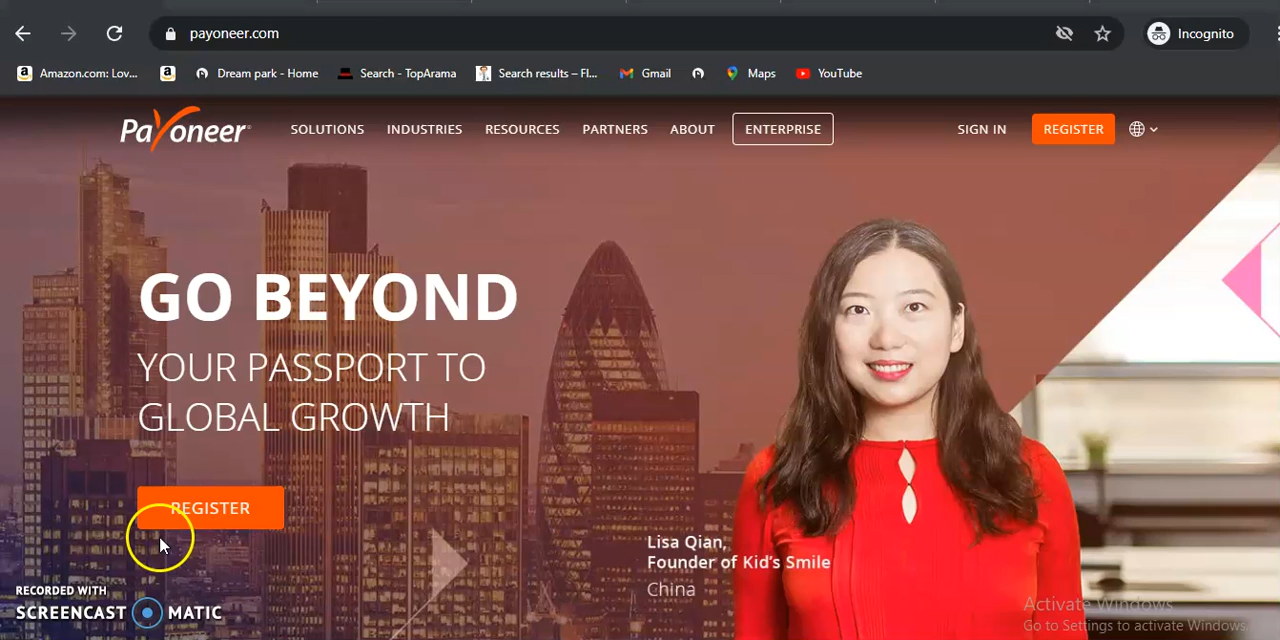 payoneer.com
Incognito
Amazon.com: Lov...
Dream park - Home
Search - TopArama
Search results – Fl...
Gmail
Maps
YouTube
Payoneer
SOLUTIONS
INDUSTRIES
RESOURCES
PARTNERS
ABOUT
ENTERPRISE
SIGN IN
REGISTER
GO BEYOND
YOUR PASSPORT TO
GLOBAL GROWTH
REGISTER
Lisa Qian,
Founder of Kid's Smile
China
RECORDED WITH
SCREENCAST MATIC
Activate Windows
Go to Settings to activate Windows.